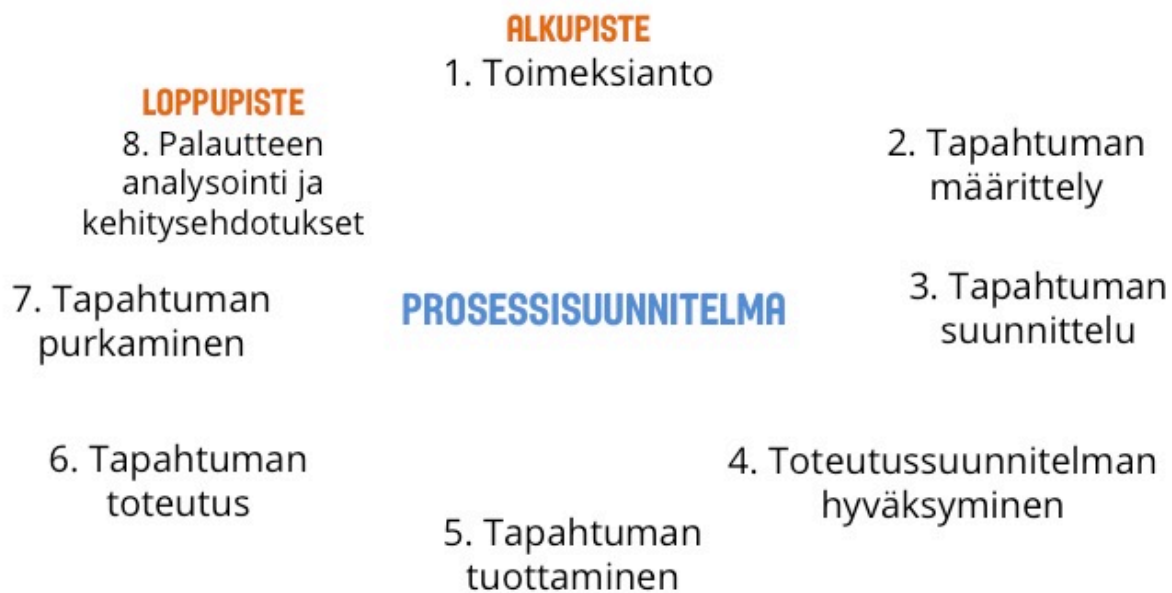 ALKUPISTE
1. Toimeksianto
2. Tapahtuman
määrittely
3. Tapahtuman
suunnittelu
4. Toteutussuunnitelman
hyväksyminen
5. Tapahtuman
tuottaminen
6. Tapahtuman
toteutus
7. Tapahtuman
purkaminen
LOPPUPISTE
8. Palautteen
analysointi ja
kehitysehdotukset
PROSESSISUUNNITELMA